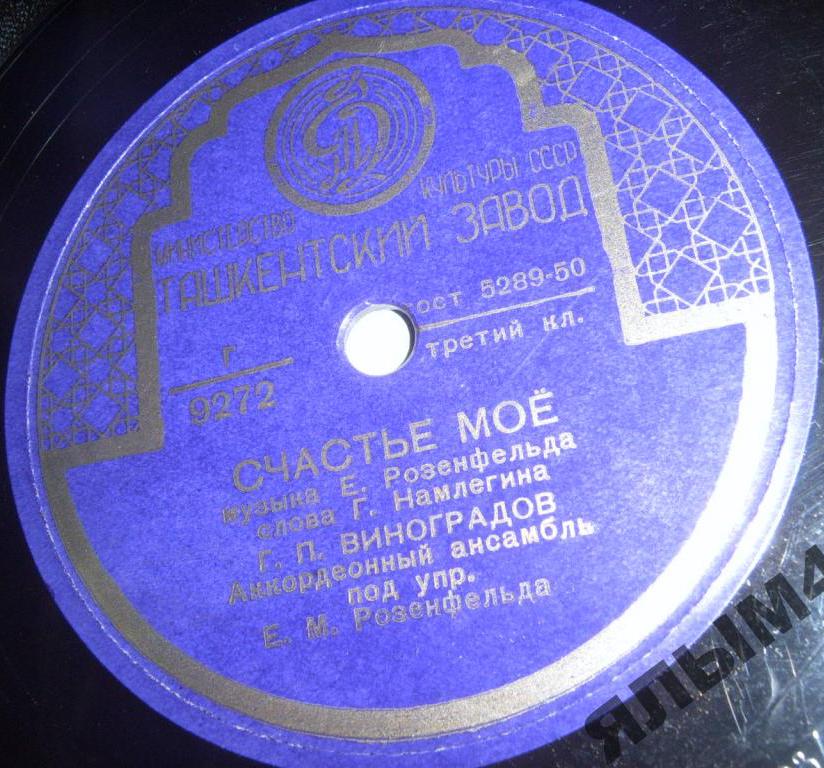 МИНИСТЕРСТВО КУЛЬТУРЫ СССР
ТАШКЕНТСКИЙ ЗАВОД
ГОСТ 5289-50
третий кл.
Г
9272
СЧАСТЬЕ МОЁ
музыка Е. Розенфельда
слова Г. Намлегина
Г. П. ВИНОГРАДОВ
Аккордеонный ансамбль
под упр.
Е. М. Розенфельда
ЯЛЫМ4